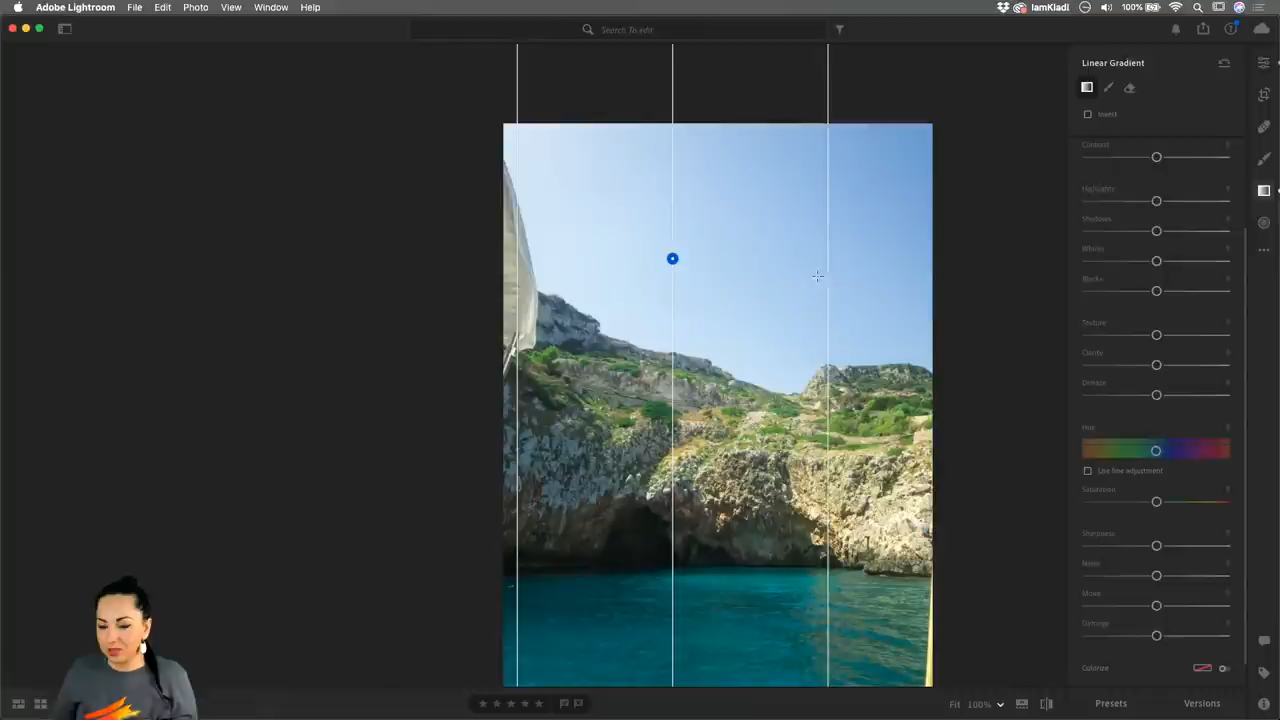 Adobe Lightroom File Edit Photo View Window Help IamKladi 100%
Search To edit
Linear Gradient
Invert
Contrast
Highlights
Shadows
Whites
Blacks
Texture
Clarity
Dehaze
Hue
Use fine adjustment
Saturation
Sharpness
Noise
Moire
Defringe
Colorize
Fit 100% Presets Versions